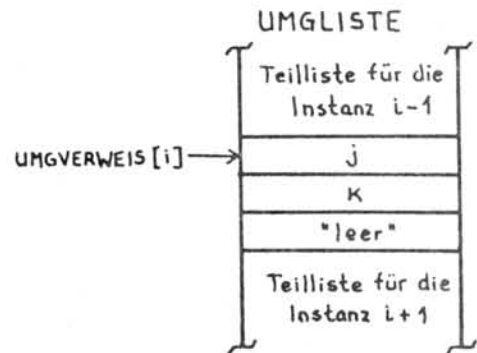 UMGLISTE
Teilliste für die
Instanz i-1
UMGVERWEIS [i]
j
k
"leer"
Teilliste für die
Instanz i+1